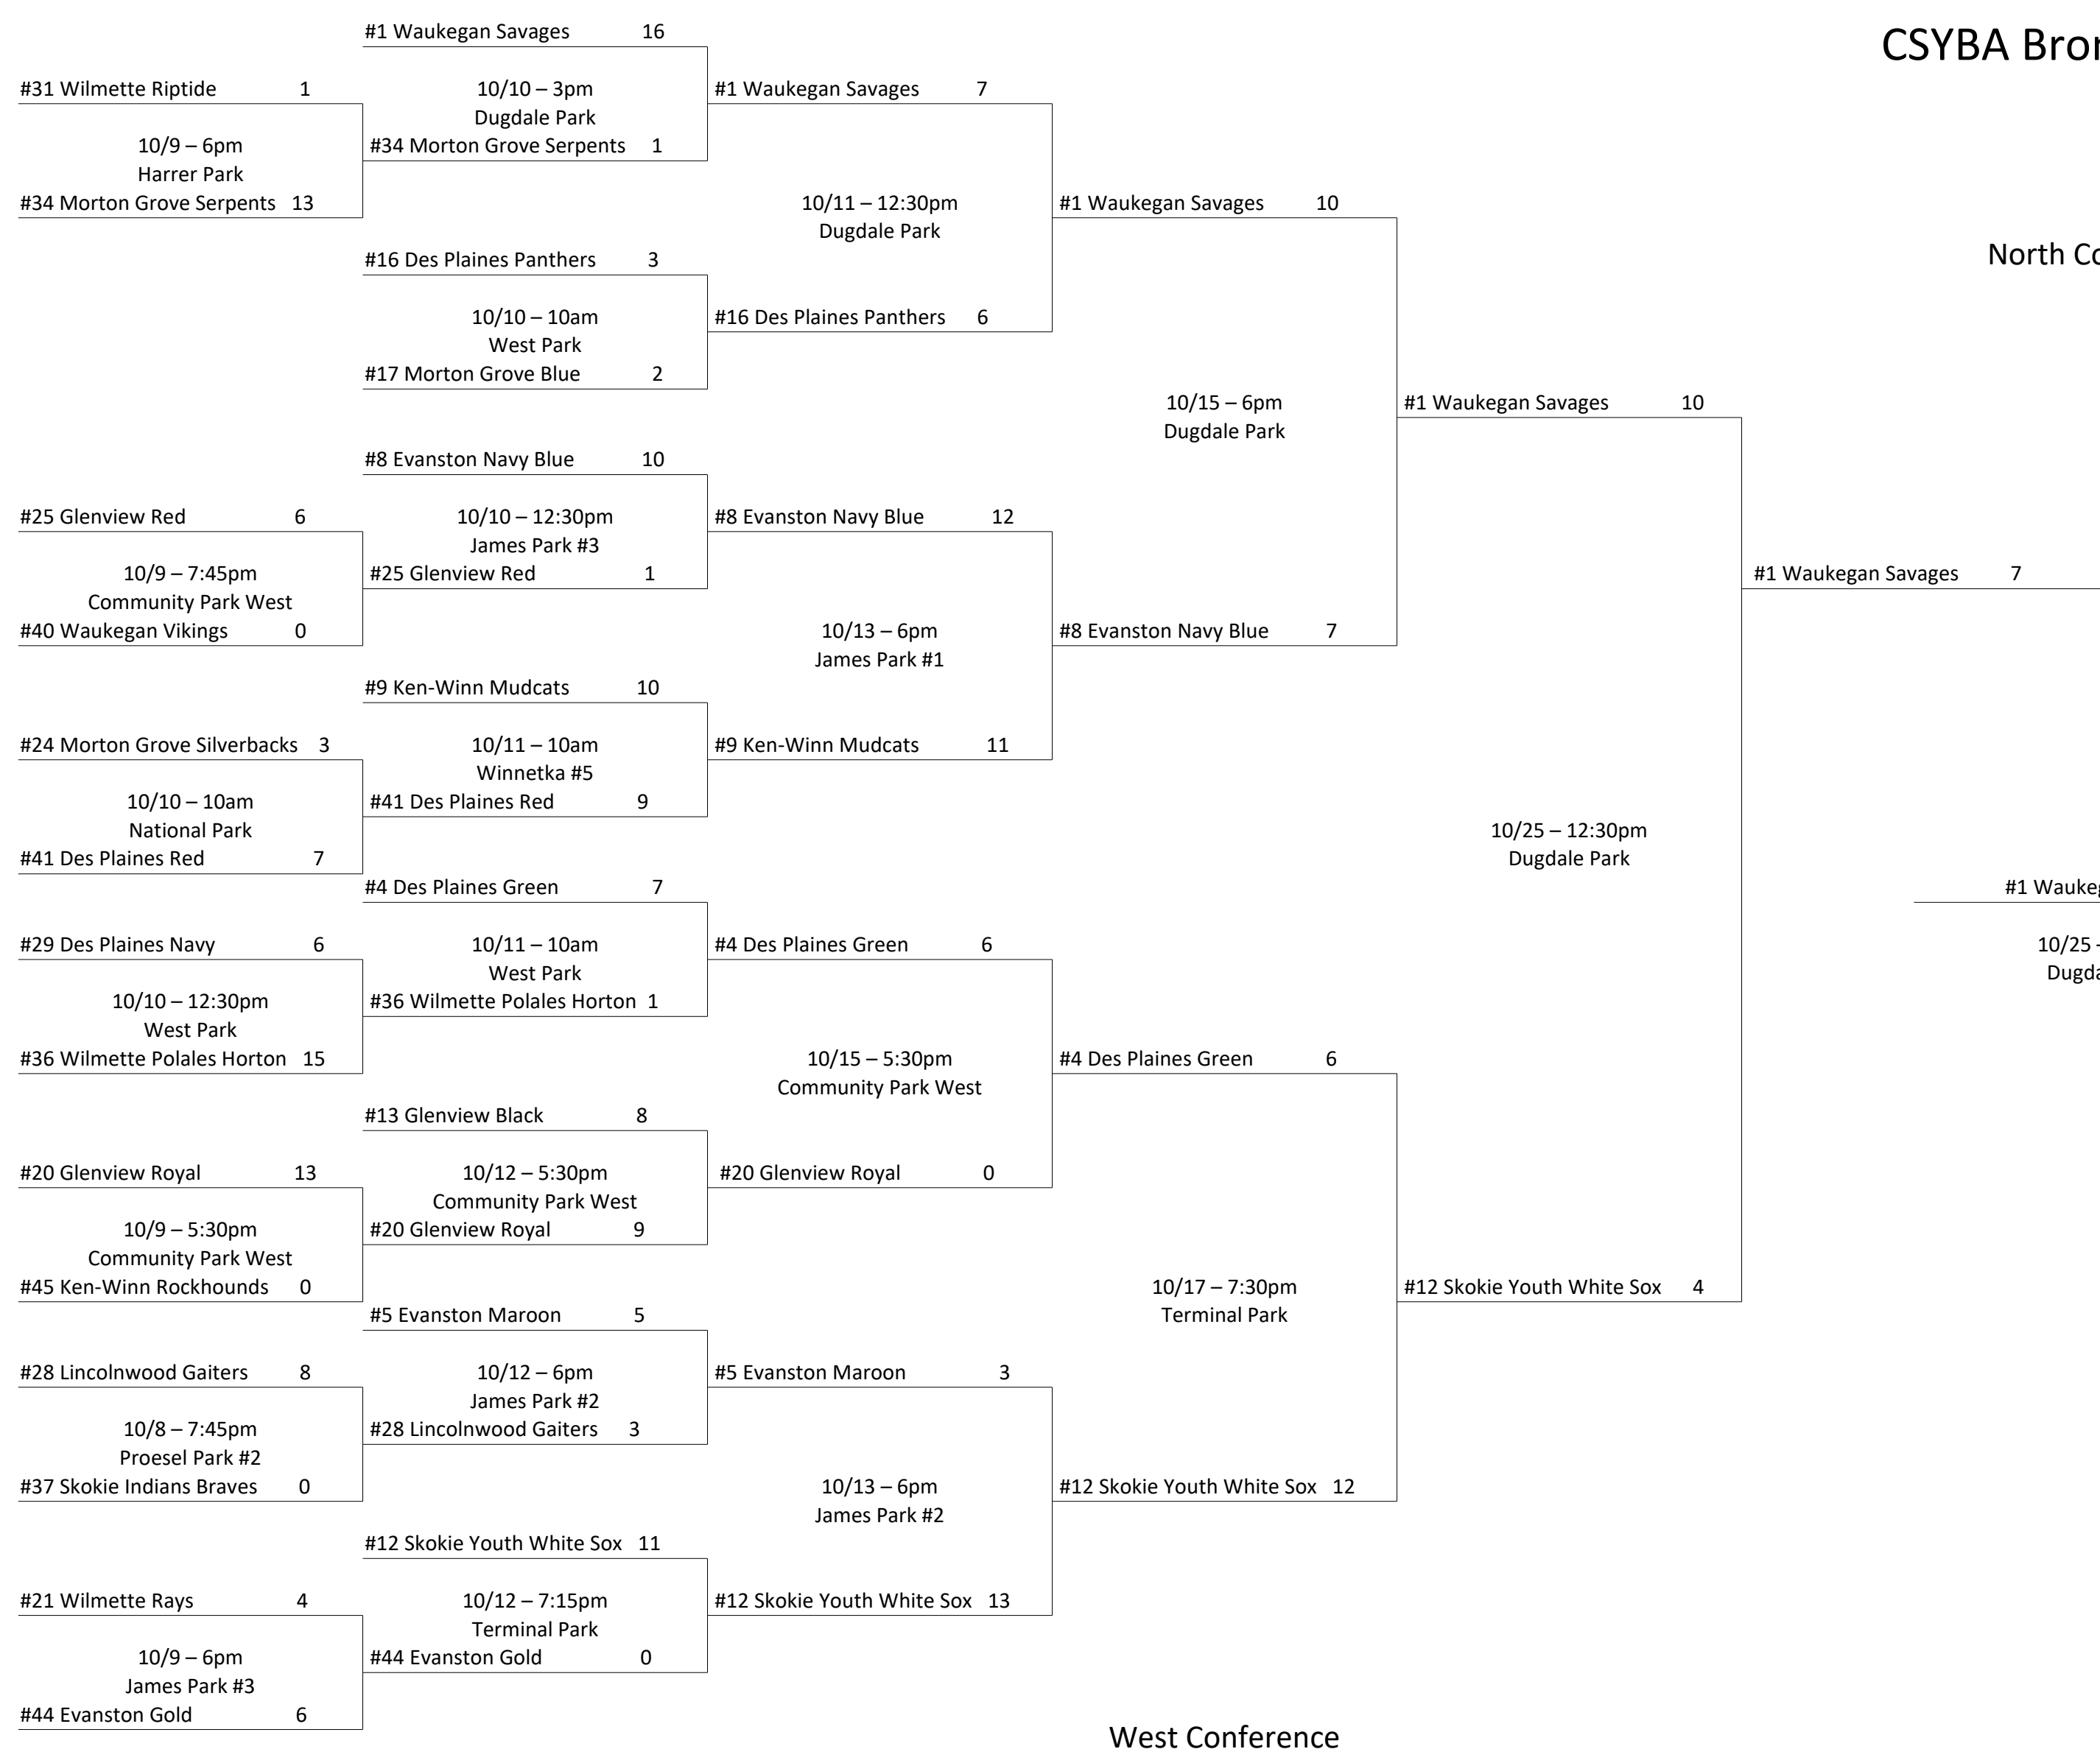 #1 Waukegan Savages 16
CSYBA Bron
#31 Wilmette Riptide 1
10/10 – 3pm
#1 Waukegan Savages 7
Dugdale Park
10/9 – 6pm
#34 Morton Grove Serpents 1
Harrer Park
#34 Morton Grove Serpents 13
10/11 – 12:30pm
#1 Waukegan Savages 10
Dugdale Park
North Co
#16 Des Plaines Panthers 3
10/10 – 10am
#16 Des Plaines Panthers 6
West Park
#17 Morton Grove Blue 2
10/15 – 6pm
#1 Waukegan Savages 10
Dugdale Park
#8 Evanston Navy Blue 10
#25 Glenview Red 6
10/10 – 12:30pm
#8 Evanston Navy Blue 12
James Park #3
10/9 – 7:45pm
#25 Glenview Red 1
#1 Waukegan Savages 7
Community Park West
#40 Waukegan Vikings 0
10/13 – 6pm
#8 Evanston Navy Blue 7
James Park #1
#9 Ken-Winn Mudcats 10
#24 Morton Grove Silverbacks 3
10/11 – 10am
#9 Ken-Winn Mudcats 11
Winnetka #5
10/10 – 10am
#41 Des Plaines Red 9
National Park
10/25 – 12:30pm
#41 Des Plaines Red 7
Dugdale Park
#4 Des Plaines Green 7
#1 Waukeg
#29 Des Plaines Navy 6
10/11 – 10am
#4 Des Plaines Green 6
10/25 –
West Park
Dugda
10/10 – 12:30pm
#36 Wilmette Polales Horton 1
West Park
#36 Wilmette Polales Horton 15
10/15 – 5:30pm
#4 Des Plaines Green 6
Community Park West
#13 Glenview Black 8
#20 Glenview Royal 13
10/12 – 5:30pm
#20 Glenview Royal 0
Community Park West
10/9 – 5:30pm
#20 Glenview Royal 9
Community Park West
#45 Ken-Winn Rockhounds 0
10/17 – 7:30pm
#12 Skokie Youth White Sox 4
#5 Evanston Maroon 5
Terminal Park
#28 Lincolnwood Gaiters 8
10/12 – 6pm
#5 Evanston Maroon 3
James Park #2
10/8 – 7:45pm
#28 Lincolnwood Gaiters 3
Proesel Park #2
#37 Skokie Indians Braves 0
10/13 – 6pm
#12 Skokie Youth White Sox 12
James Park #2
#12 Skokie Youth White Sox 11
#21 Wilmette Rays 4
10/12 – 7:15pm
#12 Skokie Youth White Sox 13
Terminal Park
10/9 – 6pm
#44 Evanston Gold 0
James Park #3
#44 Evanston Gold 6
West Conference